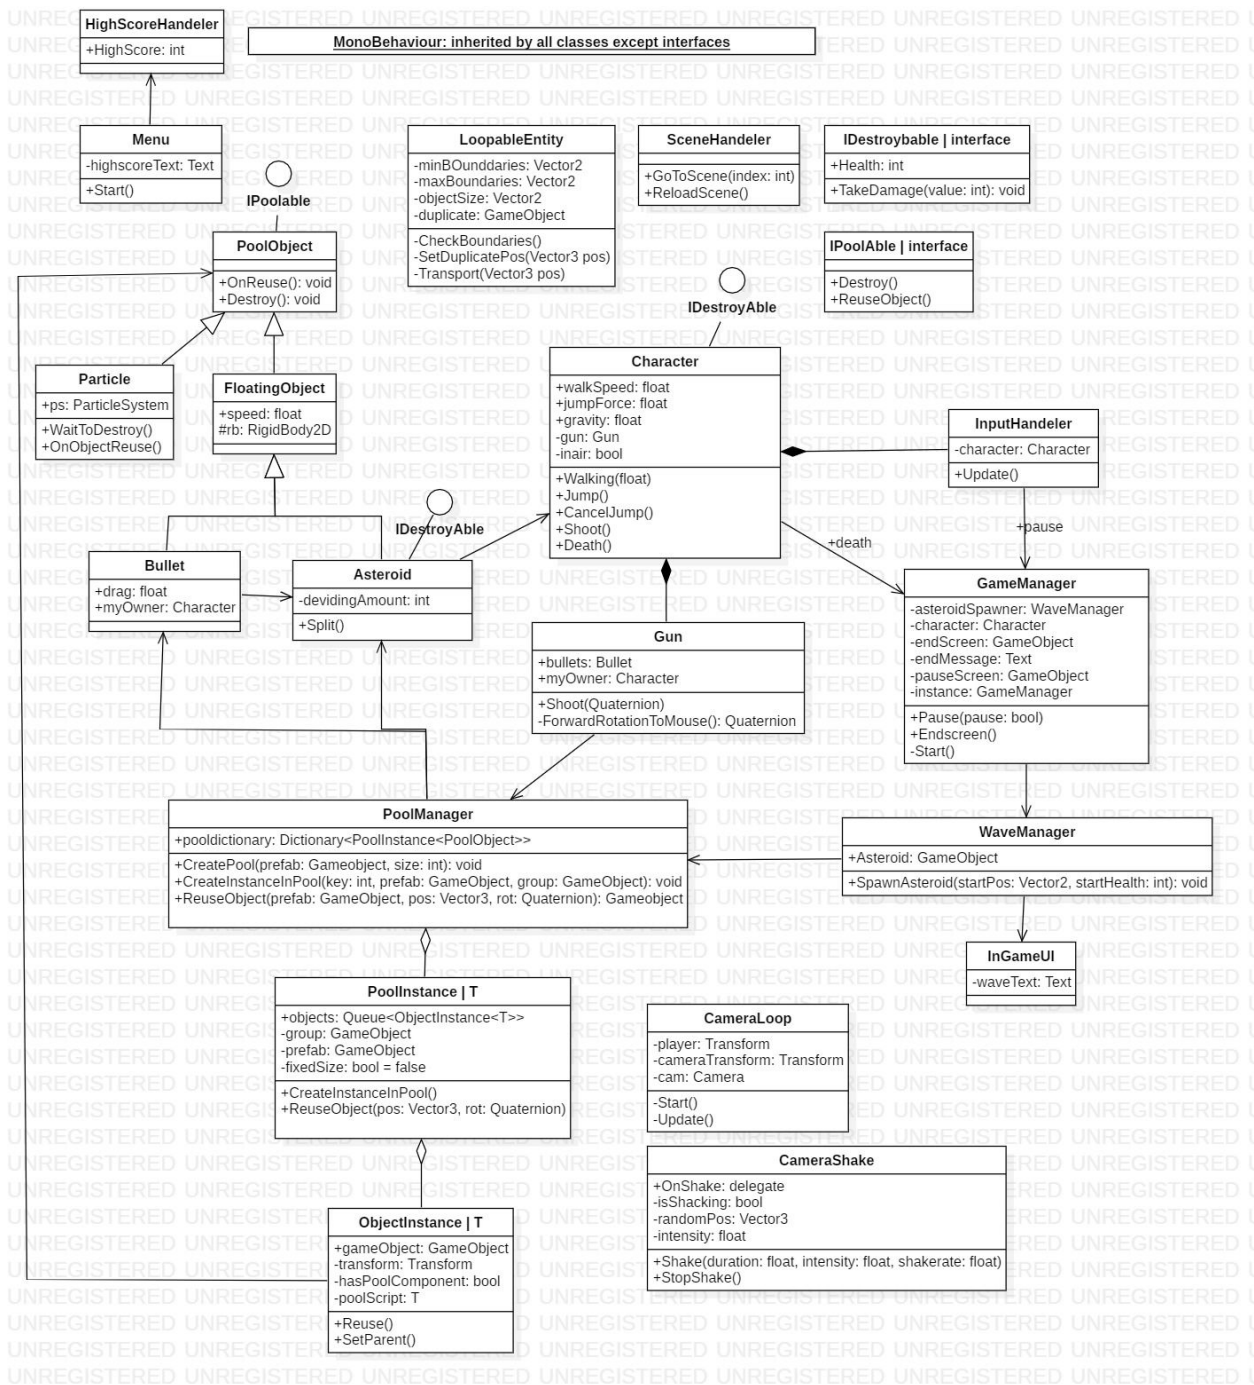 HighScoreHandeler
+HighScore: int
MonoBehaviour: inherited by all classes except interfaces
Menu
-highscoreText: Text
+Start()
IPoolable
PoolObject
+OnReuse(): void
+Destroy(): void
LoopableEntity
-minBOunddaries: Vector2
-maxBoundaries: Vector2
-objectSize: Vector2
-duplicate: GameObject
-CheckBoundaries()
-SetDuplicatePos(Vector3 pos)
-Transport(Vector3 pos)
SceneHandeler
+GoToScene(index: int)
+ReloadScene()
IDestroybable | interface
+Health: int
+TakeDamage(value: int): void
IPoolAble | interface
+Destroy()
+ReuseObject()
IDestroyAble
Particle
+ps: ParticleSystem
+WaitToDestroy()
+OnObjectReuse()
FloatingObject
+speed: float
#rb: RigidBody2D
Character
+walkSpeed: float
+jumpForce: float
+gravity: float
-gun: Gun
-inair: bool
+Walking(float)
+Jump()
+CancelJump()
+Shoot()
+Death()
InputHandeler
-character: Character
+Update()
+pause
+death
IDestroyAble
Bullet
+drag: float
+myOwner: Character
Asteroid
-devidingAmount: int
+Split()
Gun
+bullets: Bullet
+myOwner: Character
+Shoot(Quaternion)
-ForwardRotationToMouse(): Quaternion
GameManager
-asteroidSpawner: WaveManager
-character: Character
-endScreen: GameObject
-endMessage: Text
-pauseScreen: GameObject
-instance: GameManager
+Pause(pause: bool)
+Endscreen()
-Start()
PoolManager
+pooldictionary: Dictionary<PoolInstance<PoolObject>>
+CreatePool(prefab: Gameobject, size: int): void
+CreateInstanceInPool(key: int, prefab: GameObject, group: GameObject): void
+ReuseObject(prefab: GameObject, pos: Vector3, rot: Quaternion): Gameobject
WaveManager
+Asteroid: GameObject
+SpawnAsteroid(startPos: Vector2, startHealth: int): void
InGameUI
-waveText: Text
PoolInstance | T
+objects: Queue<ObjectInstance<T>>
-group: GameObject
-prefab: GameObject
-fixedSize: bool = false
+CreateInstanceInPool()
+ReuseObject(pos: Vector3, rot: Quaternion)
CameraLoop
-player: Transform
-cameraTransform: Transform
-cam: Camera
-Start()
-Update()
CameraShake
+OnShake: delegate
-isShacking: bool
-randomPos: Vector3
-intensity: float
+Shake(duration: float, intensity: float, shakerate: float)
+StopShake()
ObjectInstance | T
+gameObject: GameObject
-transform: Transform
-hasPoolComponent: bool
-poolScript: T
+Reuse()
+SetParent()
UNREGISTERED